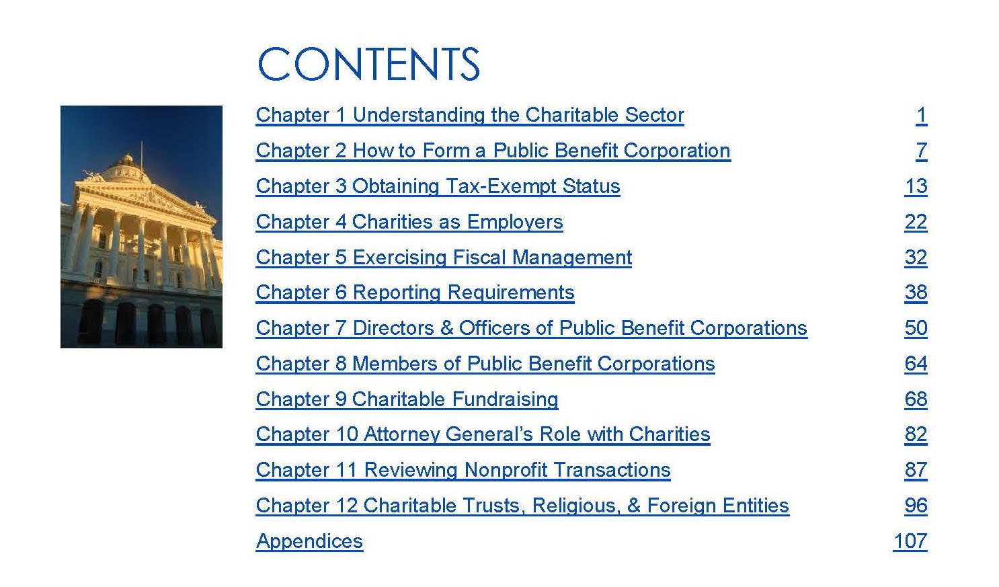 CONTENTS
Chapter 1 Understanding the Charitable Sector 1
Chapter 2 How to Form a Public Benefit Corporation 7
Chapter 3 Obtaining Tax-Exempt Status 13
Chapter 4 Charities as Employers 22
Chapter 5 Exercising Fiscal Management 32
Chapter 6 Reporting Requirements 38
Chapter 7 Directors & Officers of Public Benefit Corporations 50
Chapter 8 Members of Public Benefit Corporations 64
Chapter 9 Charitable Fundraising 68
Chapter 10 Attorney General’s Role with Charities 82
Chapter 11 Reviewing Nonprofit Transactions 87
Chapter 12 Charitable Trusts, Religious, & Foreign Entities 96
Appendices 107